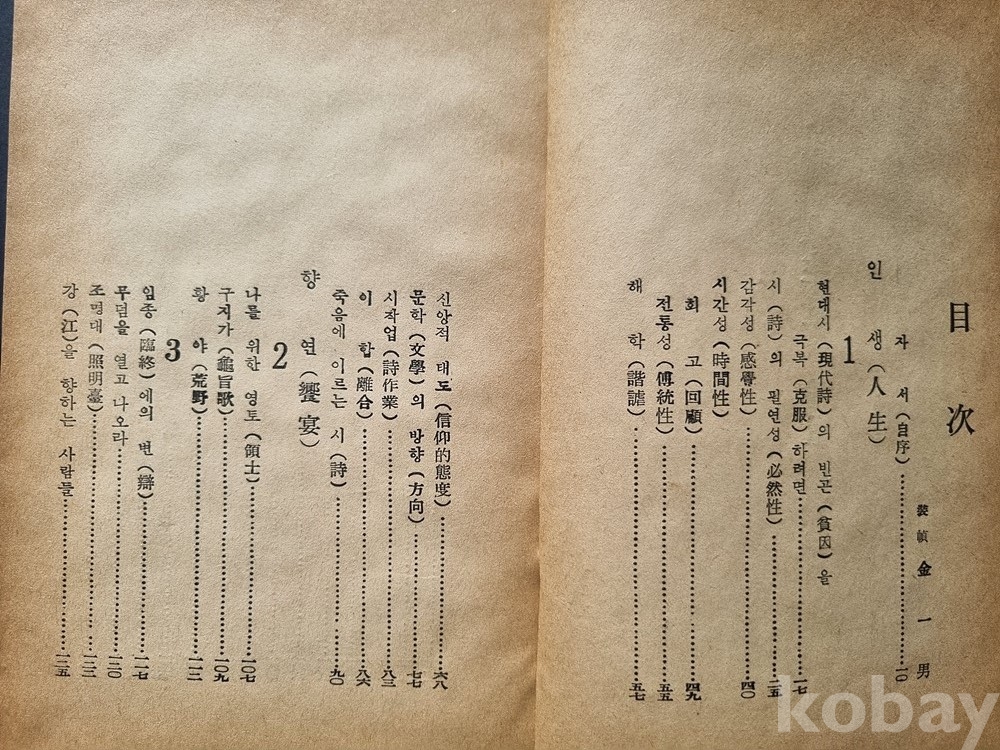 目次
裝幀 金一男
자서(自序)……一〇
인생(人生)
1
현대시(現代詩)의 빈곤(貧困)을
극복(克服)하려면……一七
시(詩)의 필연성(必然性)……二五
감각성(感覺性)……四〇
시간성(時間性)
회고(回顧)……四九
전통성(傳統性)……五五
해학(諧謔)……五七
신앙적 태도(信仰的態度)……六八
문학(文學)의 방향(方向)……七七
시작업(詩作業)……八三
이합(離合)……八六
죽음에 이르는 시(詩)……九〇
향연(饗宴)
2
나를 위한 영토(領土)……一〇七
구지가(龜旨歌)……一〇九
황야(荒野)……一一三
3
임종(臨終)에의 변(辯)……一一七
무덤을 열고 나오라……一二〇
조명대(照明臺)……一二三
강(江)을 향하는 사람들……一二五
kobay